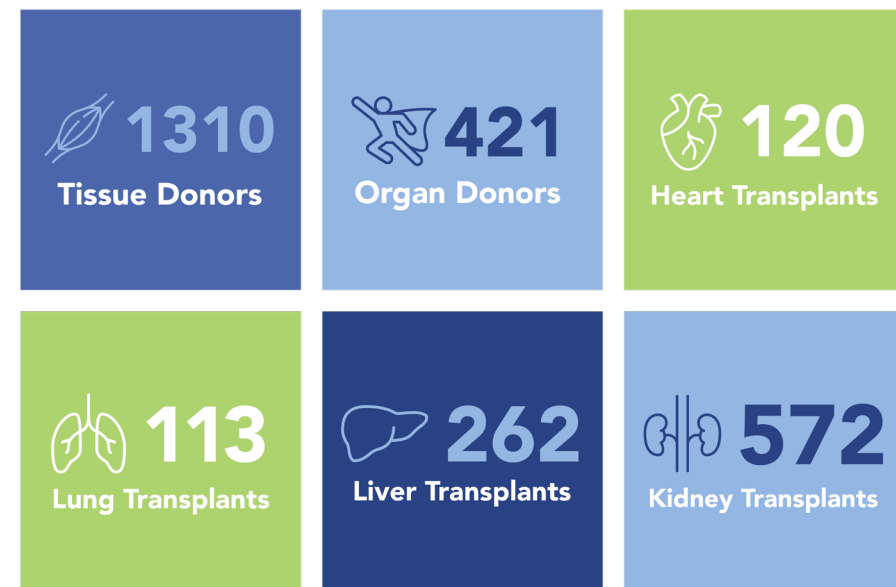 1310
Tissue Donors
421
Organ Donors
120
Heart Transplants
113
Lung Transplants
262
Liver Transplants
572
Kidney Transplants